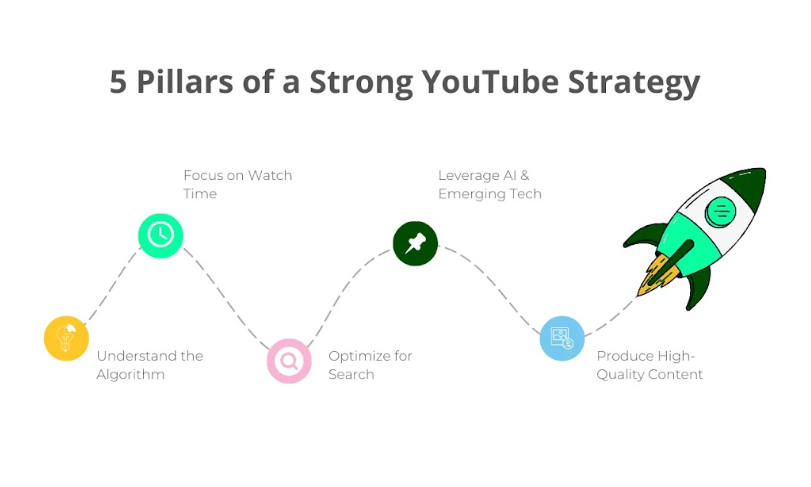 5 Pillars of a Strong YouTube Strategy
Focus on Watch
Time
Leverage AI &
Emerging Tech
Understand the
Algorithm
Optimize for
Search
Produce High-
Quality Content